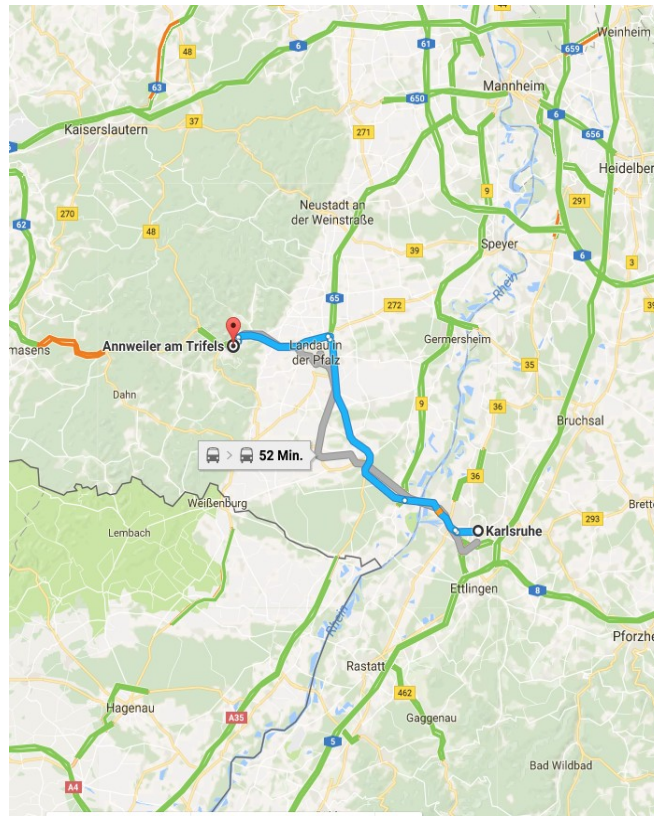 48
6
61
Weinheim
659
63
Mannheim
650
6
656
Kaiserslautern
37
271
Heidelber
9
291
270
Neustadt an
der Weinstraße
62
48
39
Speyer
6
3
Rhein
65
272
Annweiler am Trifels
Landau in
der Pfalz
Germersheim
masens
35
Dahn
9
36
Bruchsal
52 Min.
36
Weißenburg
293
Brette
Lembach
Karlsruhe
Ettlingen
8
Rhein
Pforzhe
Rastatt
462
Hagenau
A35
Gaggenau
5
Bad Wildbad
A4